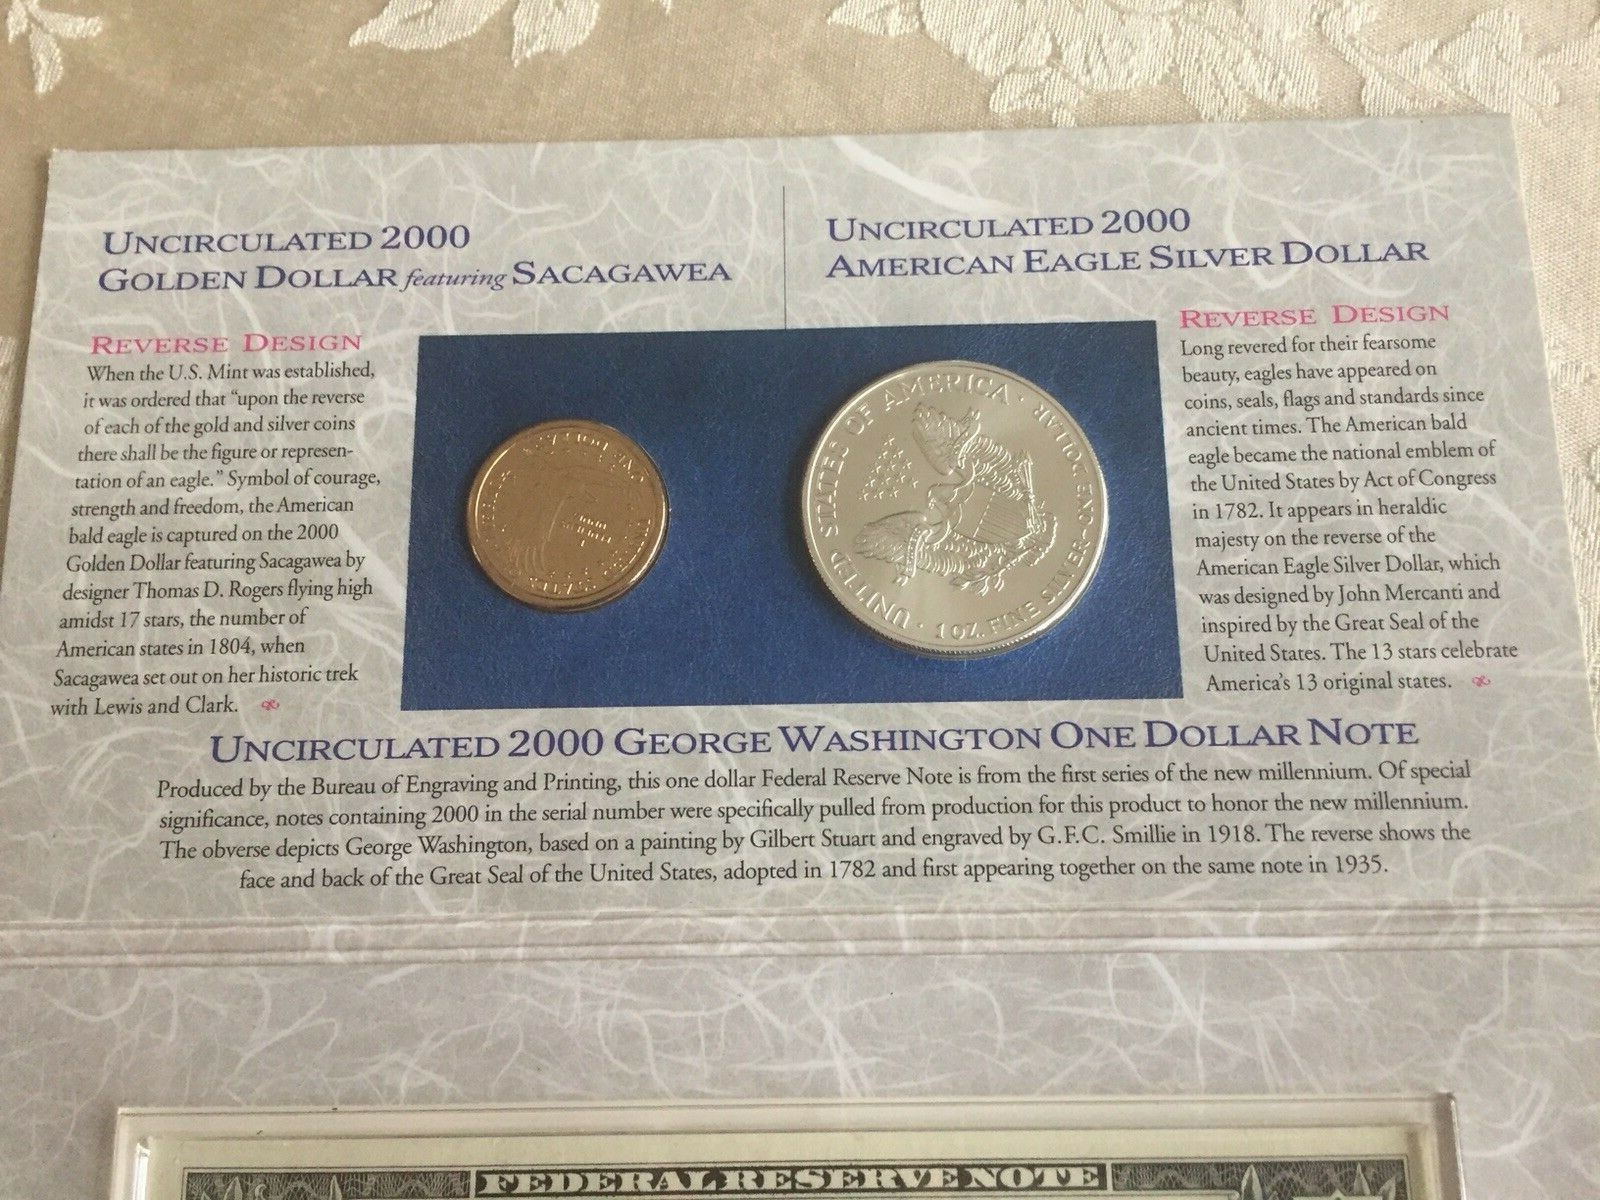 UNCIRCULATED 2000
GOLDEN DOLLAR featuring SACAGAWEA
REVERSE DESIGN
When the U.S. Mint was established,
it was ordered that "upon the reverse
of each of the gold and silver coins
there shall be the figure or represen-
tation of an eagle." Symbol of courage,
strength and freedom, the American
bald eagle is captured on the 2000
Golden Dollar featuring Sacagawea by
designer Thomas D. Rogers flying high
amidst 17 stars, the number of
American states in 1804, when
Sacagawea set out on her historic trek
with Lewis and Clark.
UNCIRCULATED 2000
AMERICAN EAGLE SILVER DOLLAR
REVERSE DESIGN
Long revered for their fearsome
beauty, eagles have appeared on
coins, seals, flags and standards since
ancient times. The American bald
eagle became the national emblem of
the United States by Act of Congress
in 1782. It appears in heraldic
majesty on the reverse of the
American Eagle Silver Dollar, which
was designed by John Mercanti and
inspired by the Great Seal of the
United States. The 13 stars celebrate
America's 13 original states.
UNITED STATES OF AMERICA
1 OZ. FINE SILVER-ONE DOLLAR
UNCIRCULATED 2000 GEORGE WASHINGTON ONE DOLLAR NOTE
Produced by the Bureau of Engraving and Printing, this one dollar Federal Reserve Note is from the first series of the new millennium. Of special
significance, notes containing 2000 in the serial number were specifically pulled from production for this product to honor the new millennium.
The obverse depicts George Washington, based on a painting by Gilbert Stuart and engraved by G.F.C. Smillie in 1918. The reverse shows the
face and back of the Great Seal of the United States, adopted in 1782 and first appearing together on the same note in 1935.
FEDERAL RESERVE NOTE